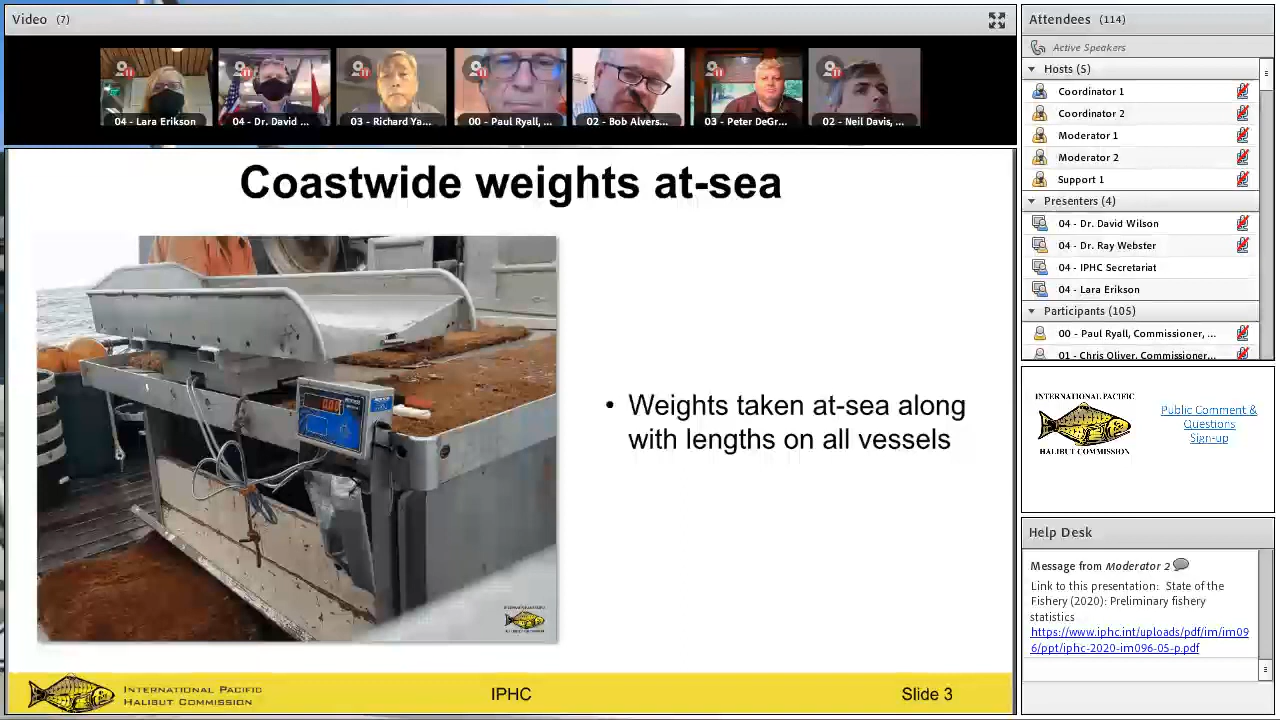 Video (7)
04 - Lara Erikson
04 - Dr. David ...
03 - Richard Ya...
00 - Paul Ryall, ...
02 - Bob Alvers...
03 - Peter DeGr...
02 - Neil Davis, ...
Coastwide weights at-sea
0.00
• Weights taken at-sea along
with lengths on all vessels
INTERNATIONAL PACIFIC
HALIBUT COMMISSION
IPHC
Slide 3
Attendees (114)
Active Speakers
Hosts (5)
Coordinator 1
Coordinator 2
Moderator 1
Moderator 2
Support 1
Presenters (4)
04 - Dr. David Wilson
04 - Dr. Ray Webster
04 - IPHC Secretariat
04 - Lara Erikson
Participants (105)
00 - Paul Ryall, Commissioner, ...
01 - Chris Oliver, Commissioner...
INTERNATIONAL PACIFIC
HALIBUT COMMISSION
Public Comment &
Questions
Sign-up
Help Desk
Message from Moderator 2
Link to this presentation: State of the
Fishery (2020): Preliminary fishery
statistics
https://www.iphc.int/uploads/pdf/im/im09
6/ppt/iphc-2020-im096-05-p.pdf